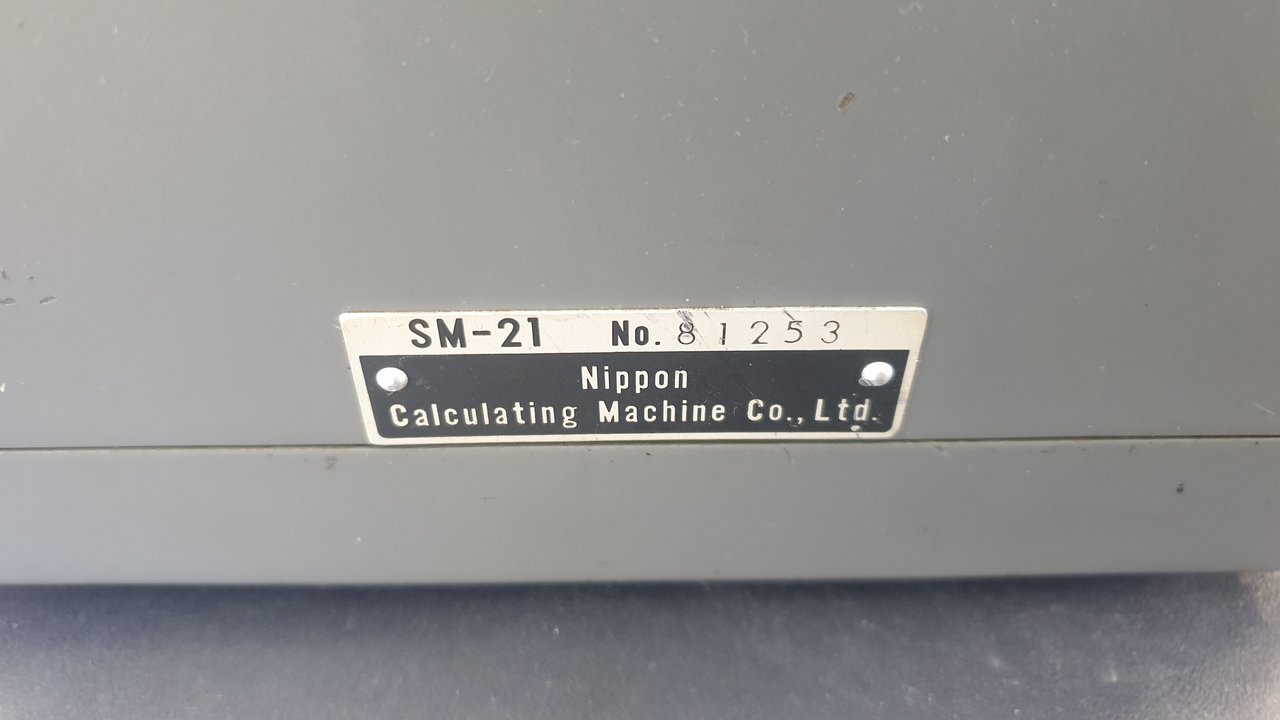 SM-21 No. 81253
Nippon
Calculating Machine Co., Ltd.